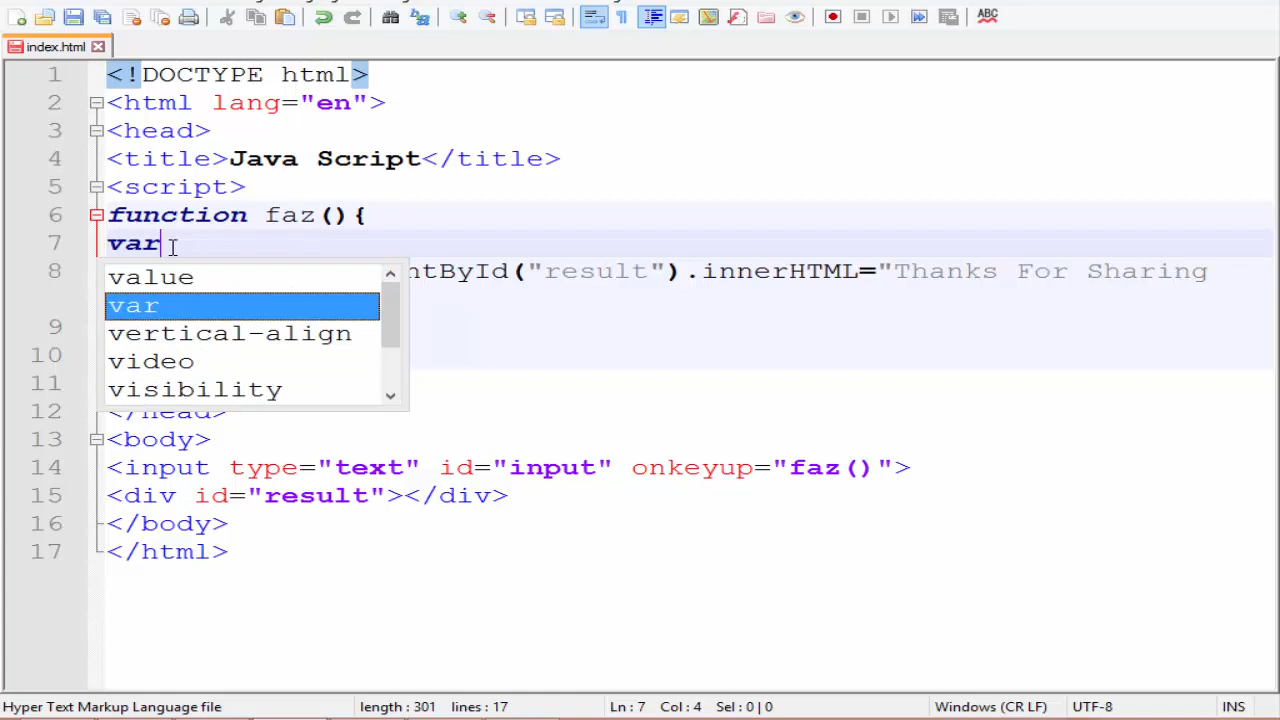 ABC
index.html
1 <!DOCTYPE html>
2 <html lang="en">
3 <head>
4 <title>Java Script</title>
5 <script>
6 function faz(){
7 var
8 ntById("result").innerHTML="Thanks For Sharing
value
var
vertical-align
video
visibility
9
10
11
12 </head>
13 <body>
14 <input type="text" id="input" onkeyup="faz()">
15 <div id="result"></div>
16 </body>
17 </html>
Hyper Text Markup Language file length : 301 lines : 17 Ln : 7 Col : 4 Sel : 0 | 0 Windows (CR LF) UTF-8 INS